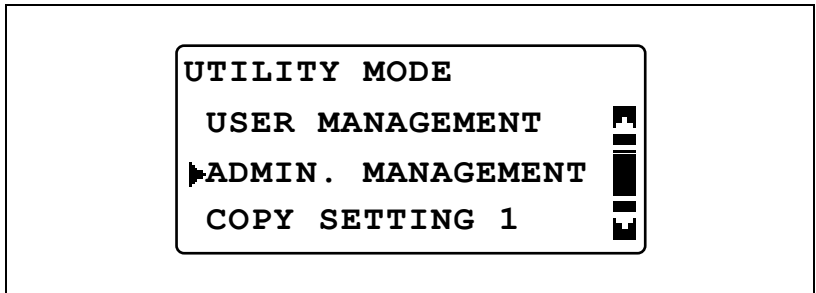 UTILITY MODE
USER MANAGEMENT
ADMIN. MANAGEMENT
COPY SETTING 1